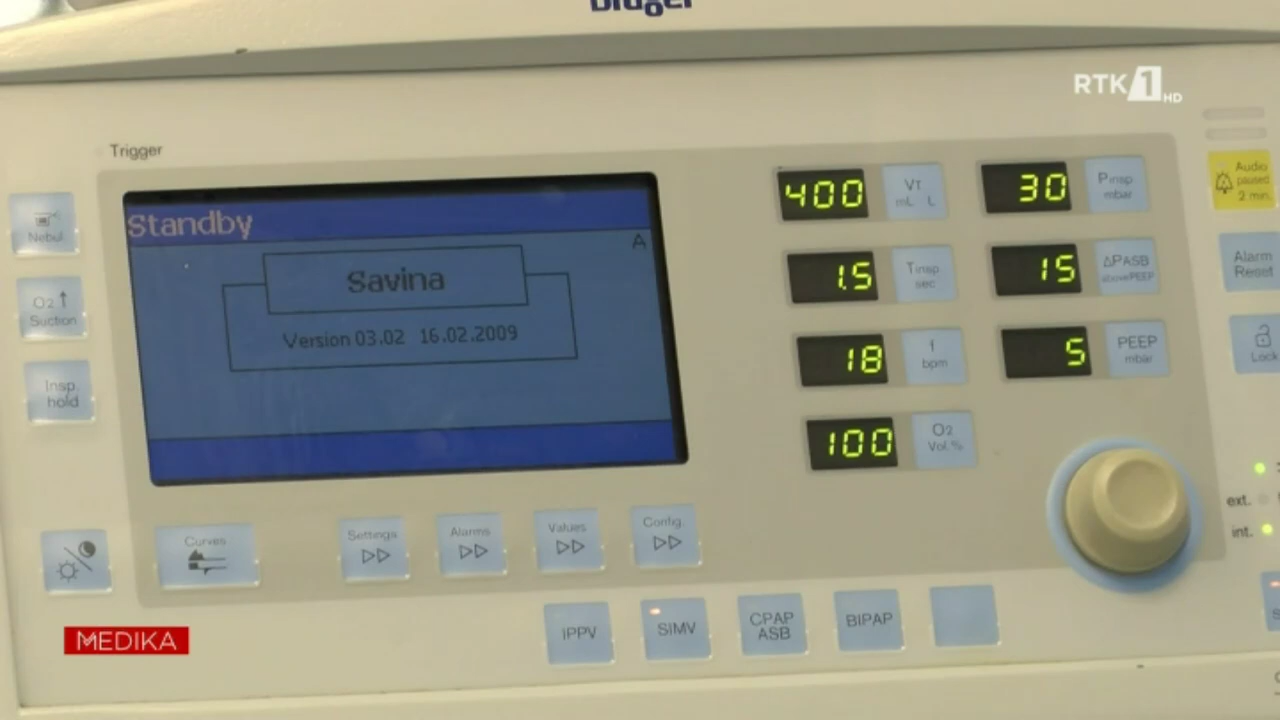 Dräger
RTK 1 HD
Trigger
Nebul.
O2 ↑
Suction
Insp.
hold
Standby
A
Savina
Version 03.02 16.02.2009
400
VT
mL L
30
Pinsp
mbar
1.5
Tinsp
sec
15
ΔPASB
above PEEP
18
f
bpm
5
PEEP
mbar
100
O2
Vol.%
Audio
paused
2 min.
Alarm
Reset
Lock
ext.
int.
Curves
Settings
Alarms
Values
Config.
IPPV
SIMV
CPAP
ASB
BIPAP
MEDIKA